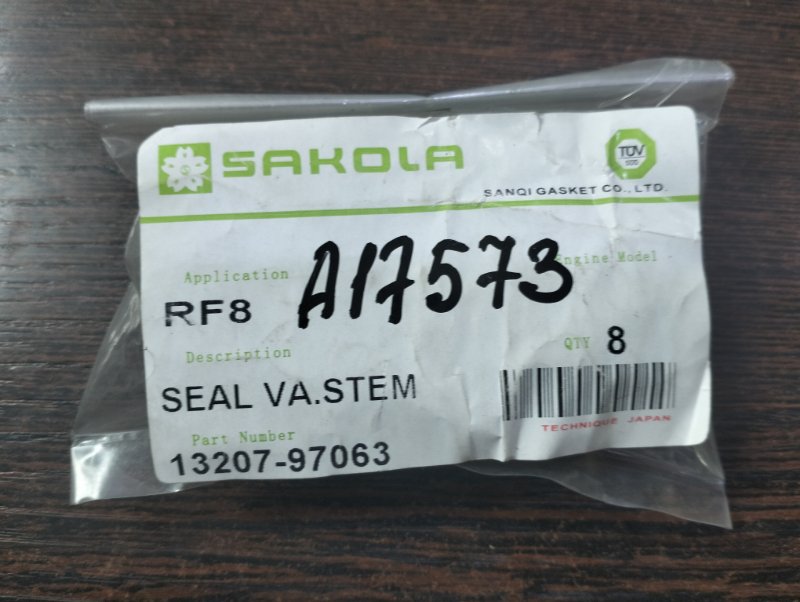 SAKOLA
TÜV
SANQI GASKET CO., LTD.
Application
Engine Model
RF8
A17573
Description
QTY 8
SEAL VA.STEM
TECHNIQUE JAPAN
Part Number
13207-97063